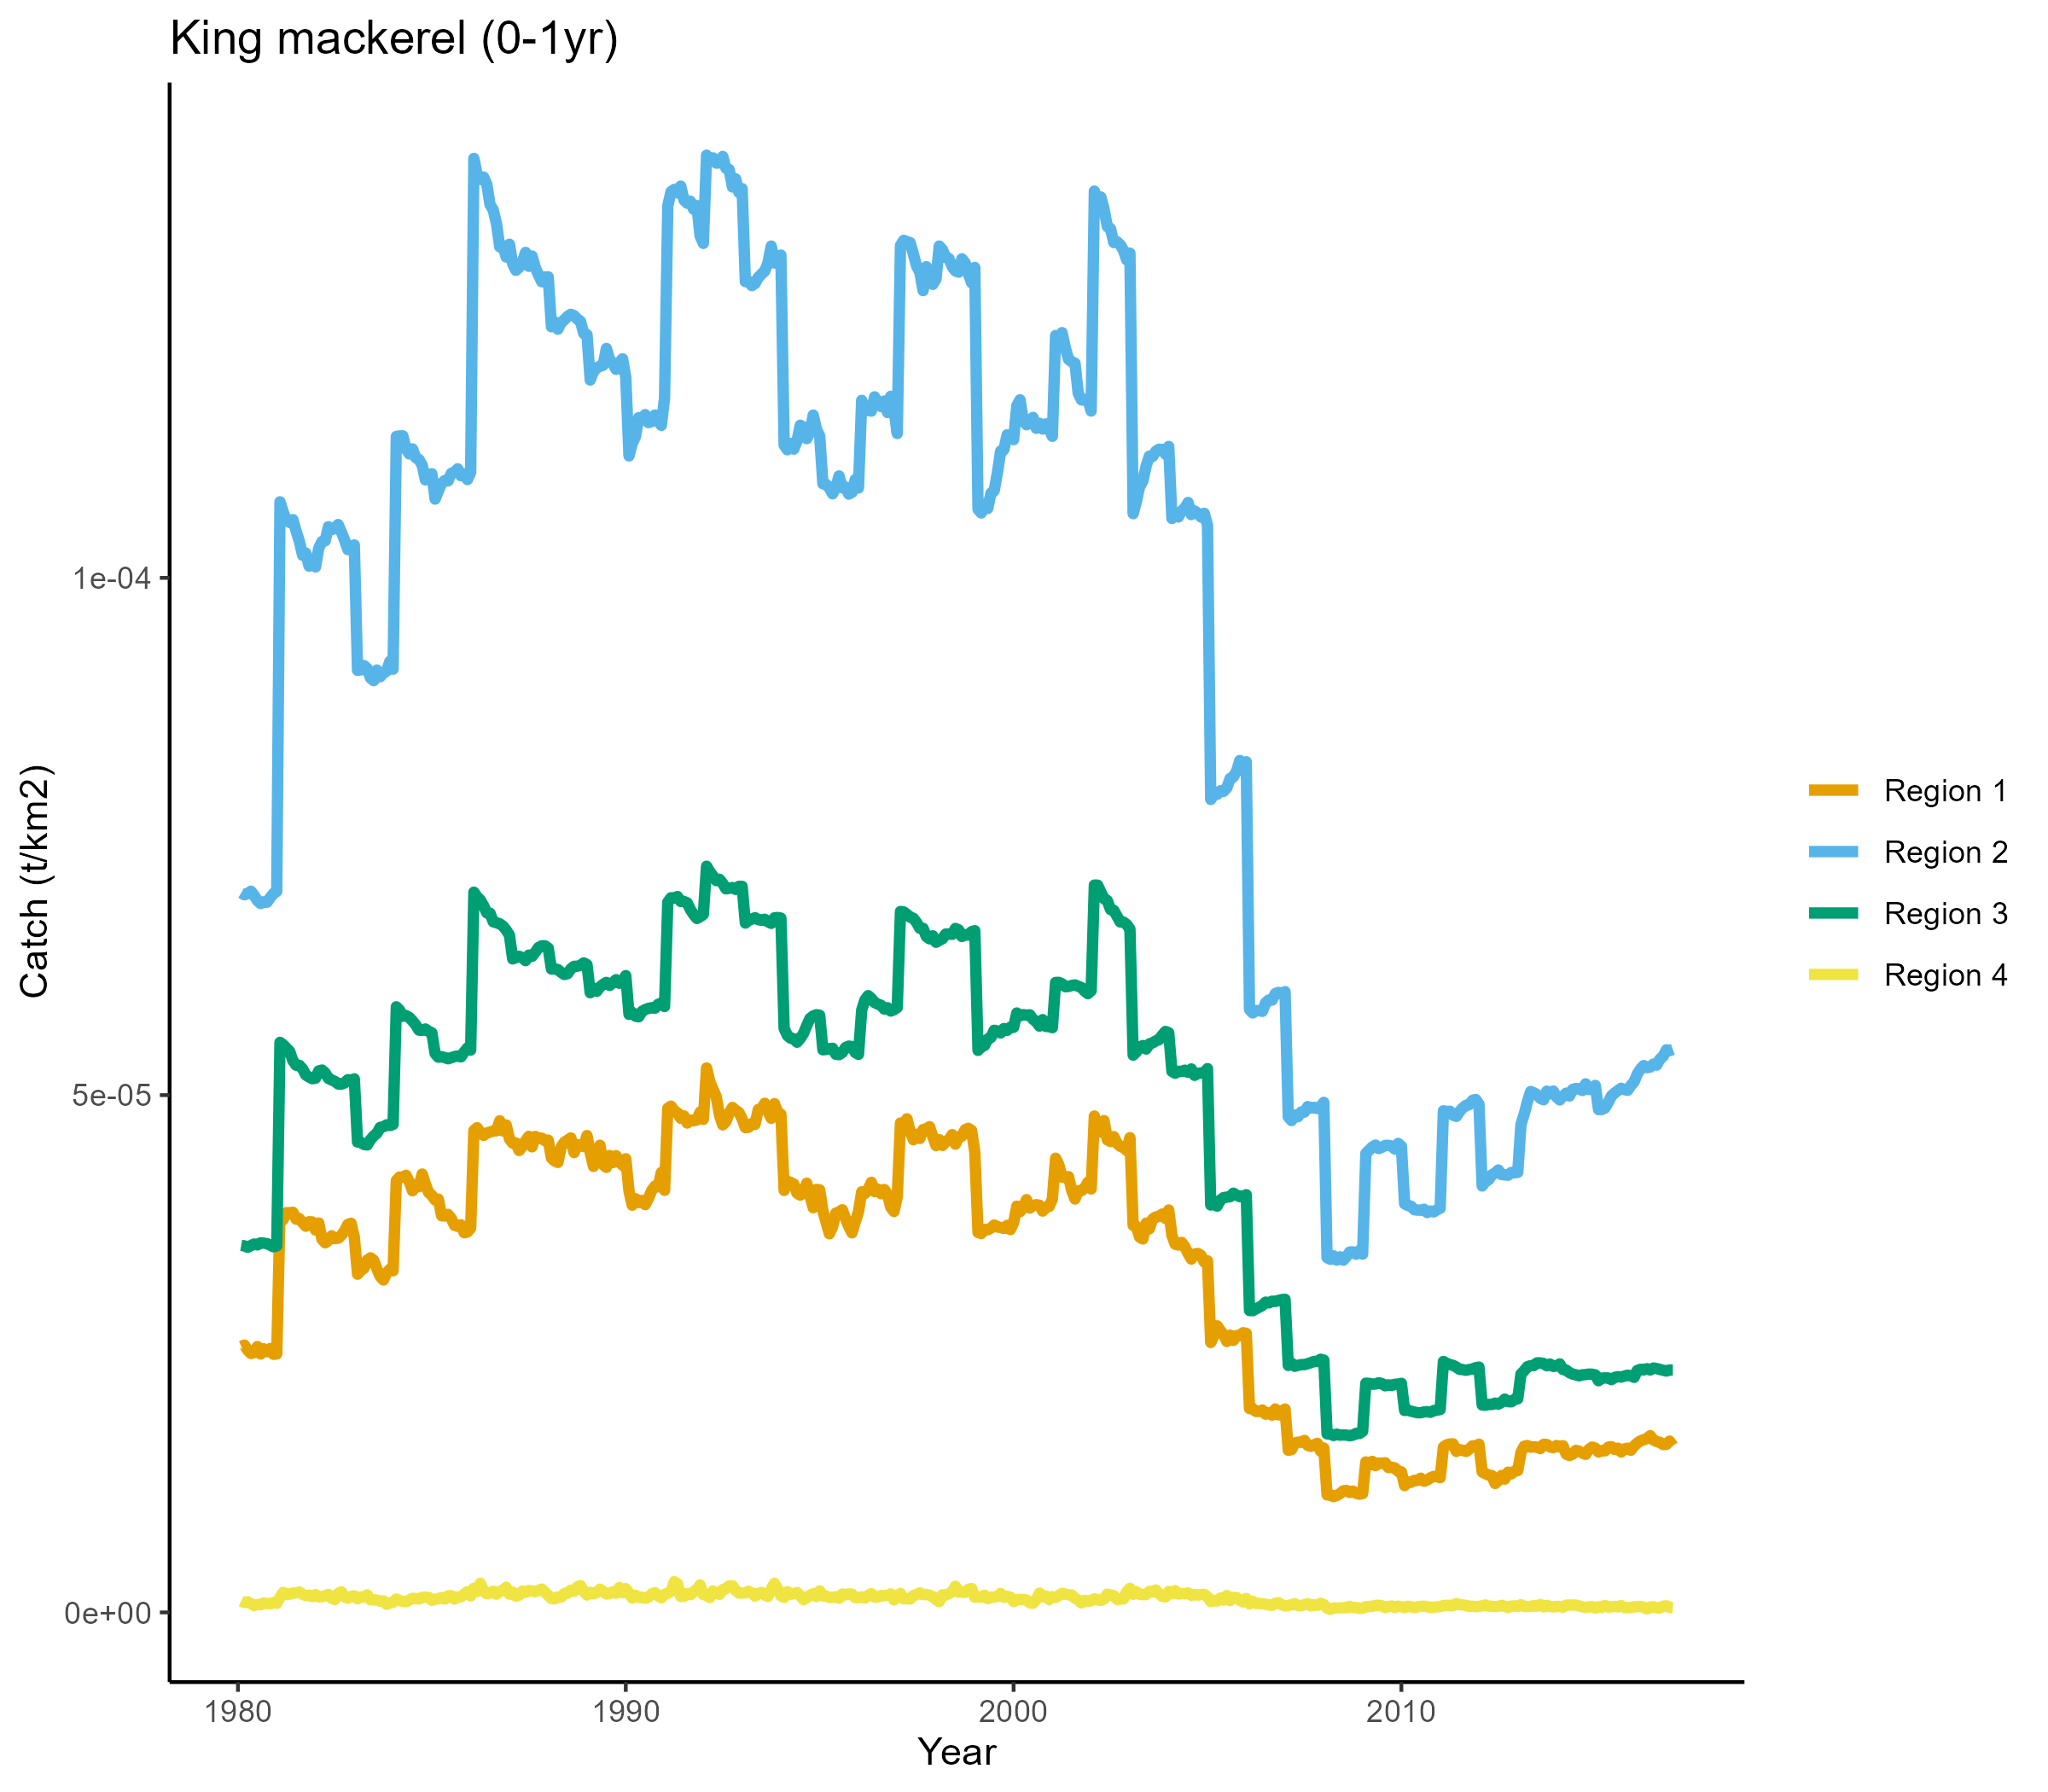 King mackerel (0-1yr)
Catch (t/km2)
1e-04
5e-05
0e+00
1980
1990
2000
2010
Year
Region 1
Region 2
Region 3
Region 4